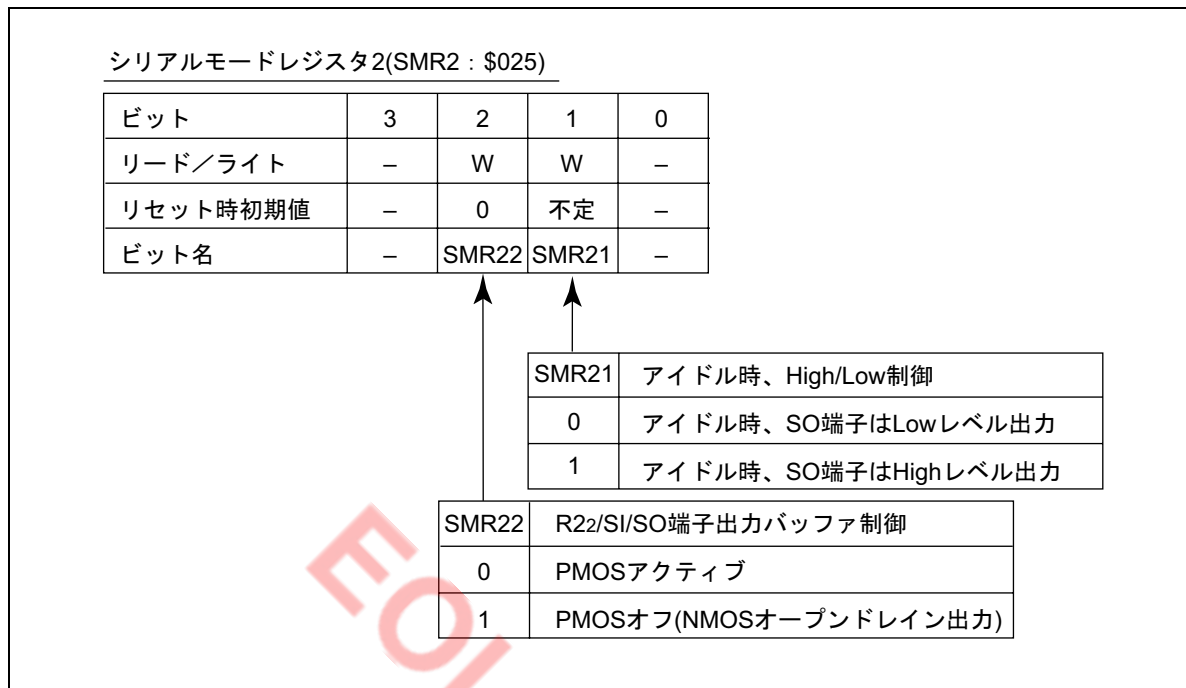 シリアルモードレジスタ2(SMR2：$025)
ビット 3 2 1 0
リード／ライト – W W –
リセット時初期値 – 0 不定 –
ビット名 – SMR22 SMR21 –
SMR21 アイドル時、High/Low制御
0 アイドル時、SO端子はLowレベル出力
1 アイドル時、SO端子はHighレベル出力
SMR22 R22/SI/SO端子出力バッファ制御
0 PMOSアクティブ
1 PMOSオフ(NMOSオープンドレイン出力)